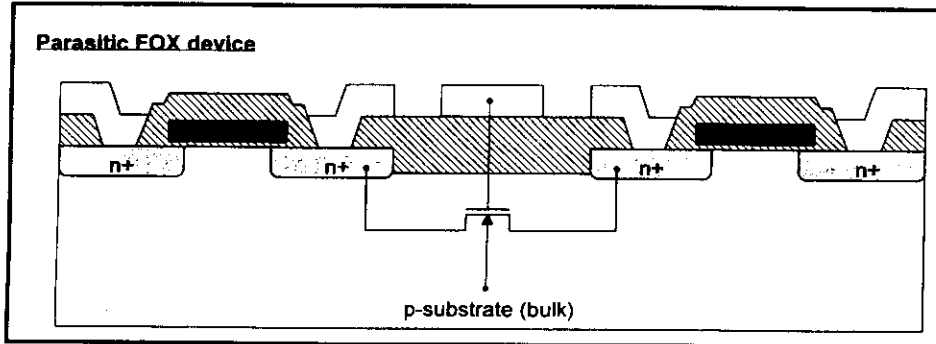 Parasitic FOX device
n+ n+ n+ n+
p-substrate (bulk)